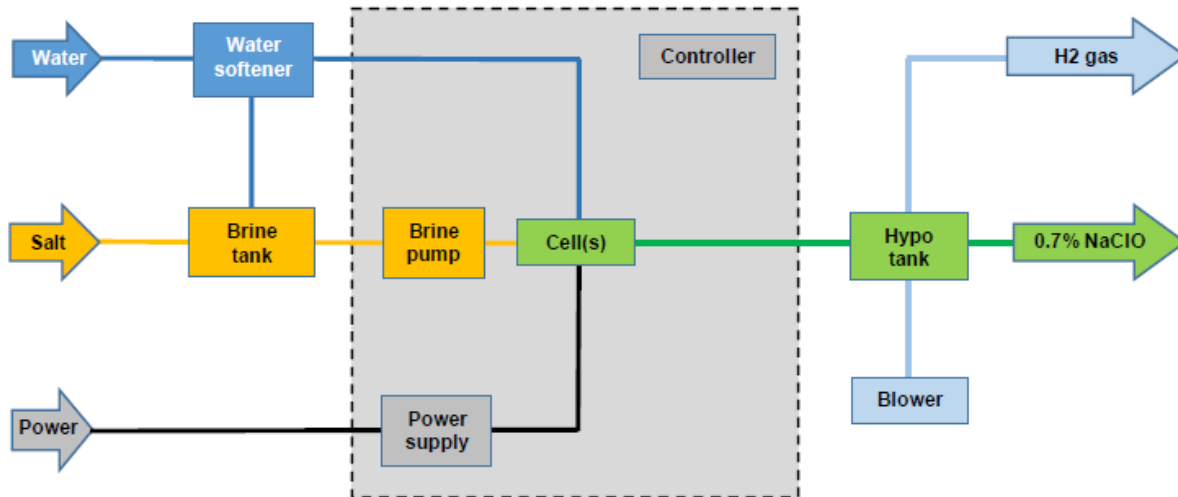 Water
Water
softener
Controller
H2 gas
Salt
Brine
tank
Brine
pump
Cell(s)
Hypo
tank
0.7% NaClO
Power
Power
supply
Blower